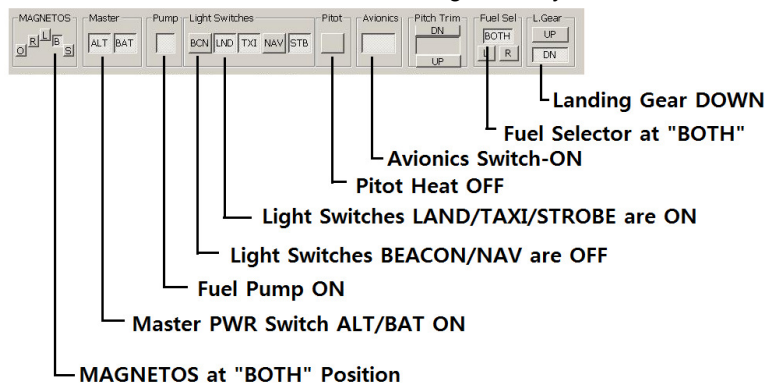 MAGNETOS Master Pump Light Switches Pitot Avionics Pitch Trim Fuel Sel L.Gear
O R L B S ALT BAT BCN LND TXI NAV STB DN BOTH UP
UP L R DN
Landing Gear DOWN
Fuel Selector at "BOTH"
Avionics Switch-ON
Pitot Heat OFF
Light Switches LAND/TAXI/STROBE are ON
Light Switches BEACON/NAV are OFF
Fuel Pump ON
Master PWR Switch ALT/BAT ON
MAGNETOS at "BOTH" Position